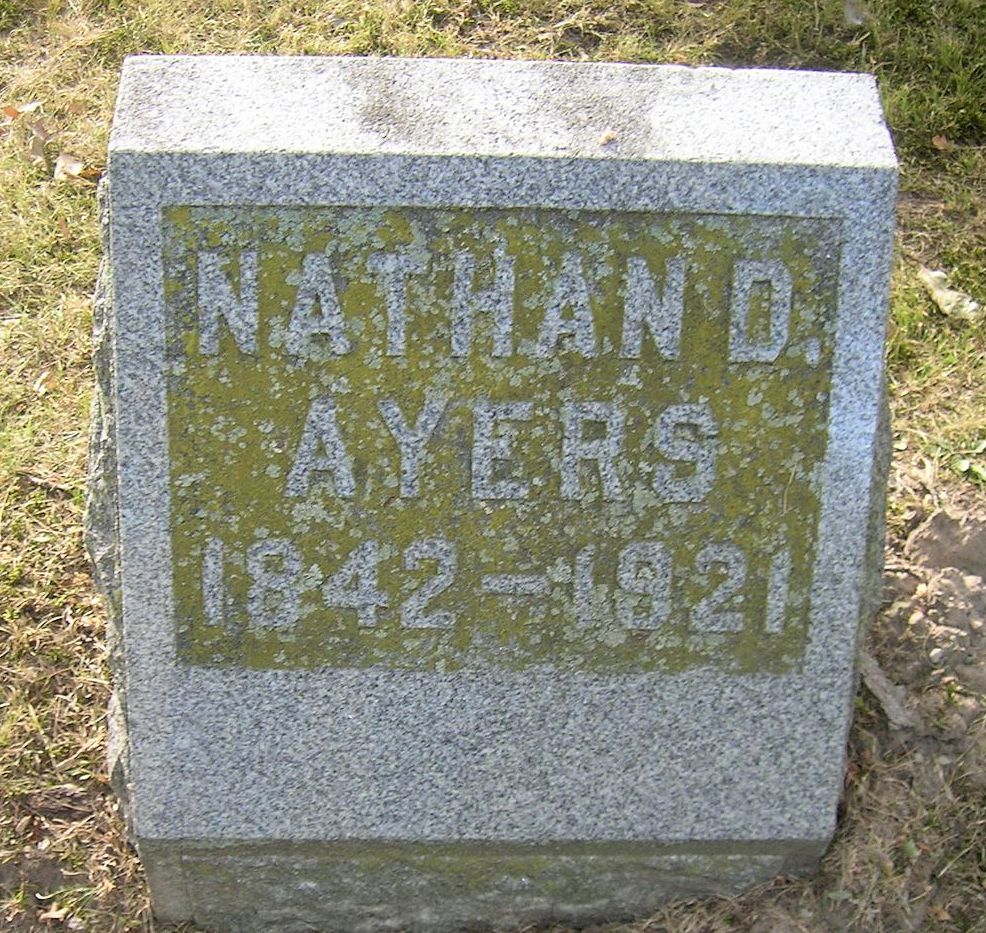 NATHAN D.
AYERS
1842-1921